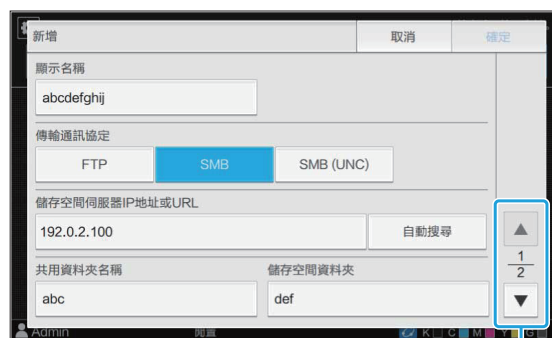 新增 取消 確定
顯示名稱
abcdefghij
傳輸通訊協定
FTP SMB SMB (UNC)
儲存空間伺服器IP地址或URL
192.0.2.100 自動搜尋
1
2
共用資料夾名稱 儲存空間資料夾
abc def
Admin 閒置 K C M Y G